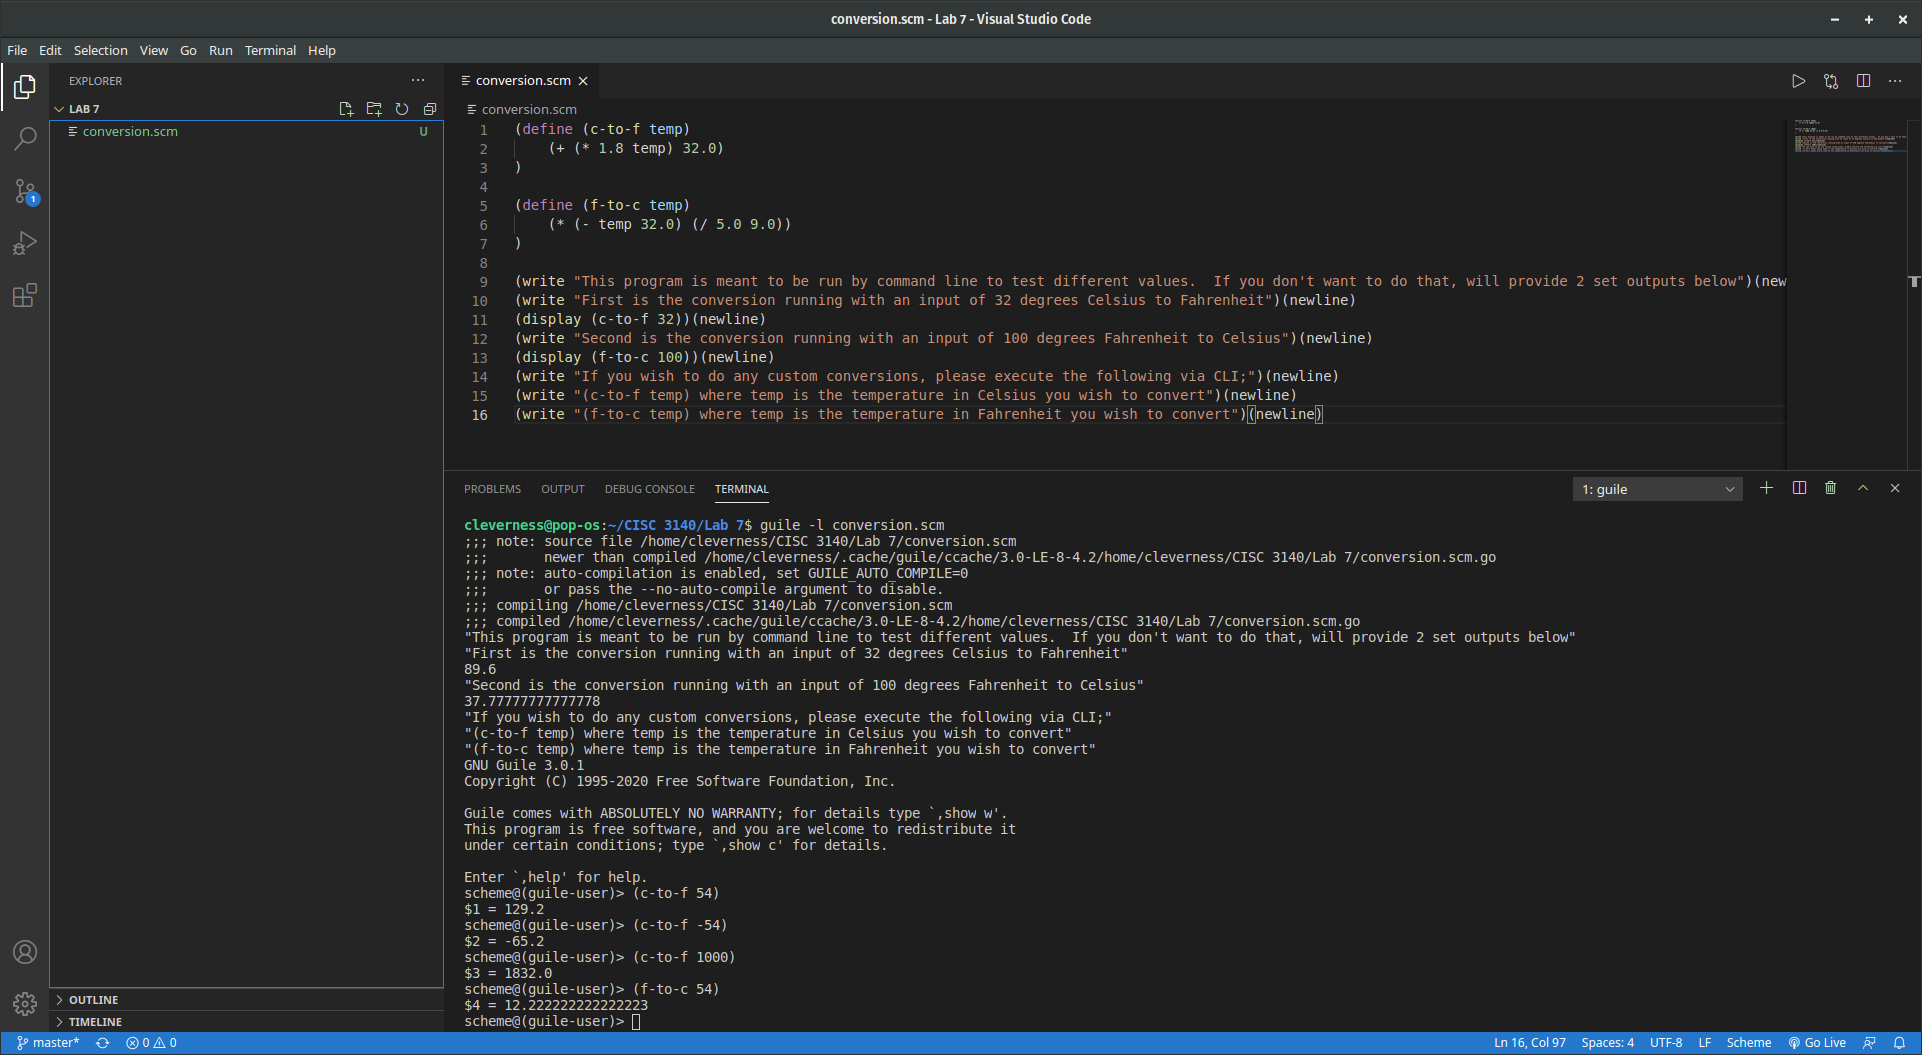 conversion.scm - Lab 7 - Visual Studio Code
File Edit Selection View Go Run Terminal Help
EXPLORER
LAB 7
conversion.scm U
1
conversion.scm
conversion.scm
1 (define (c-to-f temp)
2 (+ (* 1.8 temp) 32.0)
3 )
4
5 (define (f-to-c temp)
6 (* (- temp 32.0) (/ 5.0 9.0))
7 )
8
9 (write "This program is meant to be run by command line to test different values.  If you don't want to do that, will provide 2 set outputs below")(new
10 (write "First is the conversion running with an input of 32 degrees Celsius to Fahrenheit")(newline)
11 (display (c-to-f 32))(newline)
12 (write "Second is the conversion running with an input of 100 degrees Fahrenheit to Celsius")(newline)
13 (display (f-to-c 100))(newline)
14 (write "If you wish to do any custom conversions, please execute the following via CLI;")(newline)
15 (write "(c-to-f temp) where temp is the temperature in Celsius you wish to convert")(newline)
16 (write "(f-to-c temp) where temp is the temperature in Fahrenheit you wish to convert")(newline)
PROBLEMS OUTPUT DEBUG CONSOLE TERMINAL
1: guile
cleverness@pop-os:~/CISC 3140/Lab 7$ guile -l conversion.scm
;;; note: source file /home/cleverness/CISC 3140/Lab 7/conversion.scm
;;;       newer than compiled /home/cleverness/.cache/guile/ccache/3.0-LE-8-4.2/home/cleverness/CISC 3140/Lab 7/conversion.scm.go
;;; note: auto-compilation is enabled, set GUILE_AUTO_COMPILE=0
;;;       or pass the --no-auto-compile argument to disable.
;;; compiling /home/cleverness/CISC 3140/Lab 7/conversion.scm
;;; compiled /home/cleverness/.cache/guile/ccache/3.0-LE-8-4.2/home/cleverness/CISC 3140/Lab 7/conversion.scm.go
"This program is meant to be run by command line to test different values.  If you don't want to do that, will provide 2 set outputs below"
"First is the conversion running with an input of 32 degrees Celsius to Fahrenheit"
89.6
"Second is the conversion running with an input of 100 degrees Fahrenheit to Celsius"
37.77777777777778
"If you wish to do any custom conversions, please execute the following via CLI;"
"(c-to-f temp) where temp is the temperature in Celsius you wish to convert"
"(f-to-c temp) where temp is the temperature in Fahrenheit you wish to convert"
GNU Guile 3.0.1
Copyright (C) 1995-2020 Free Software Foundation, Inc.
Guile comes with ABSOLUTELY NO WARRANTY; for details type `,show w'.
This program is free software, and you are welcome to redistribute it
under certain conditions; type `,show c' for details.
Enter `,help' for help.
scheme@(guile-user)> (c-to-f 54)
$1 = 129.2
scheme@(guile-user)> (c-to-f -54)
$2 = -65.2
scheme@(guile-user)> (c-to-f 1000)
$3 = 1832.0
scheme@(guile-user)> (f-to-c 54)
$4 = 12.222222222222223
scheme@(guile-user)>
OUTLINE
TIMELINE
master* 0 0 Ln 16, Col 97 Spaces: 4 UTF-8 LF Scheme Go Live